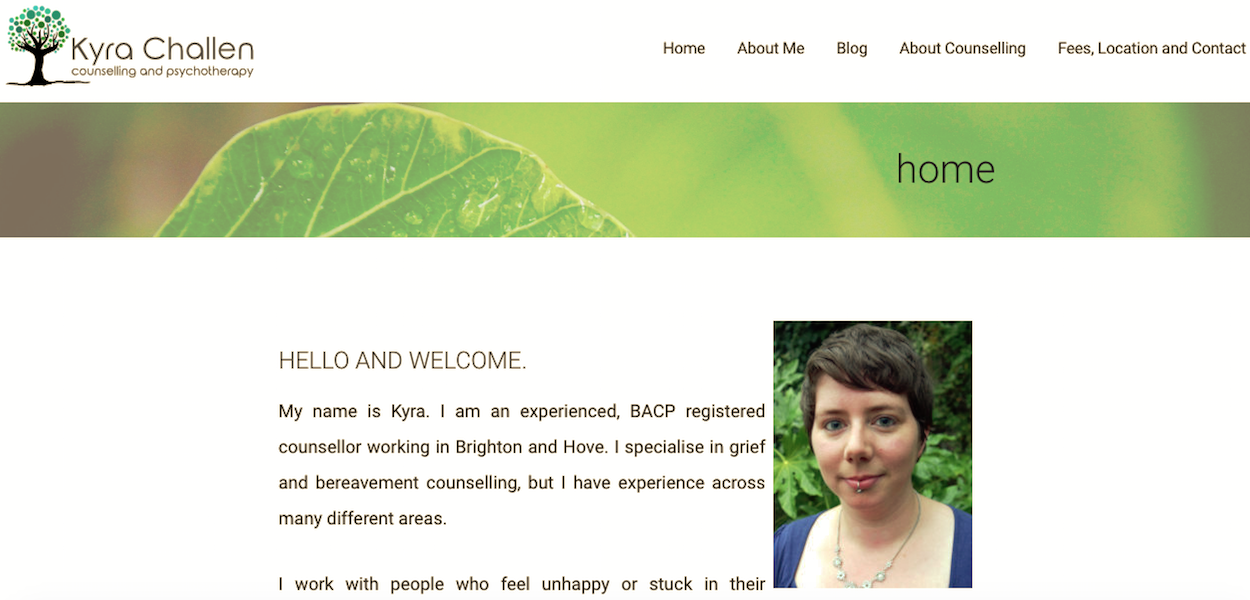 Kyra Challen
counselling and psychotherapy
Home About Me Blog About Counselling Fees, Location and Contact
home
HELLO AND WELCOME.
My name is Kyra. I am an experienced, BACP registered
counsellor working in Brighton and Hove. I specialise in grief
and bereavement counselling, but I have experience across
many different areas.
I work with people who feel unhappy or stuck in their